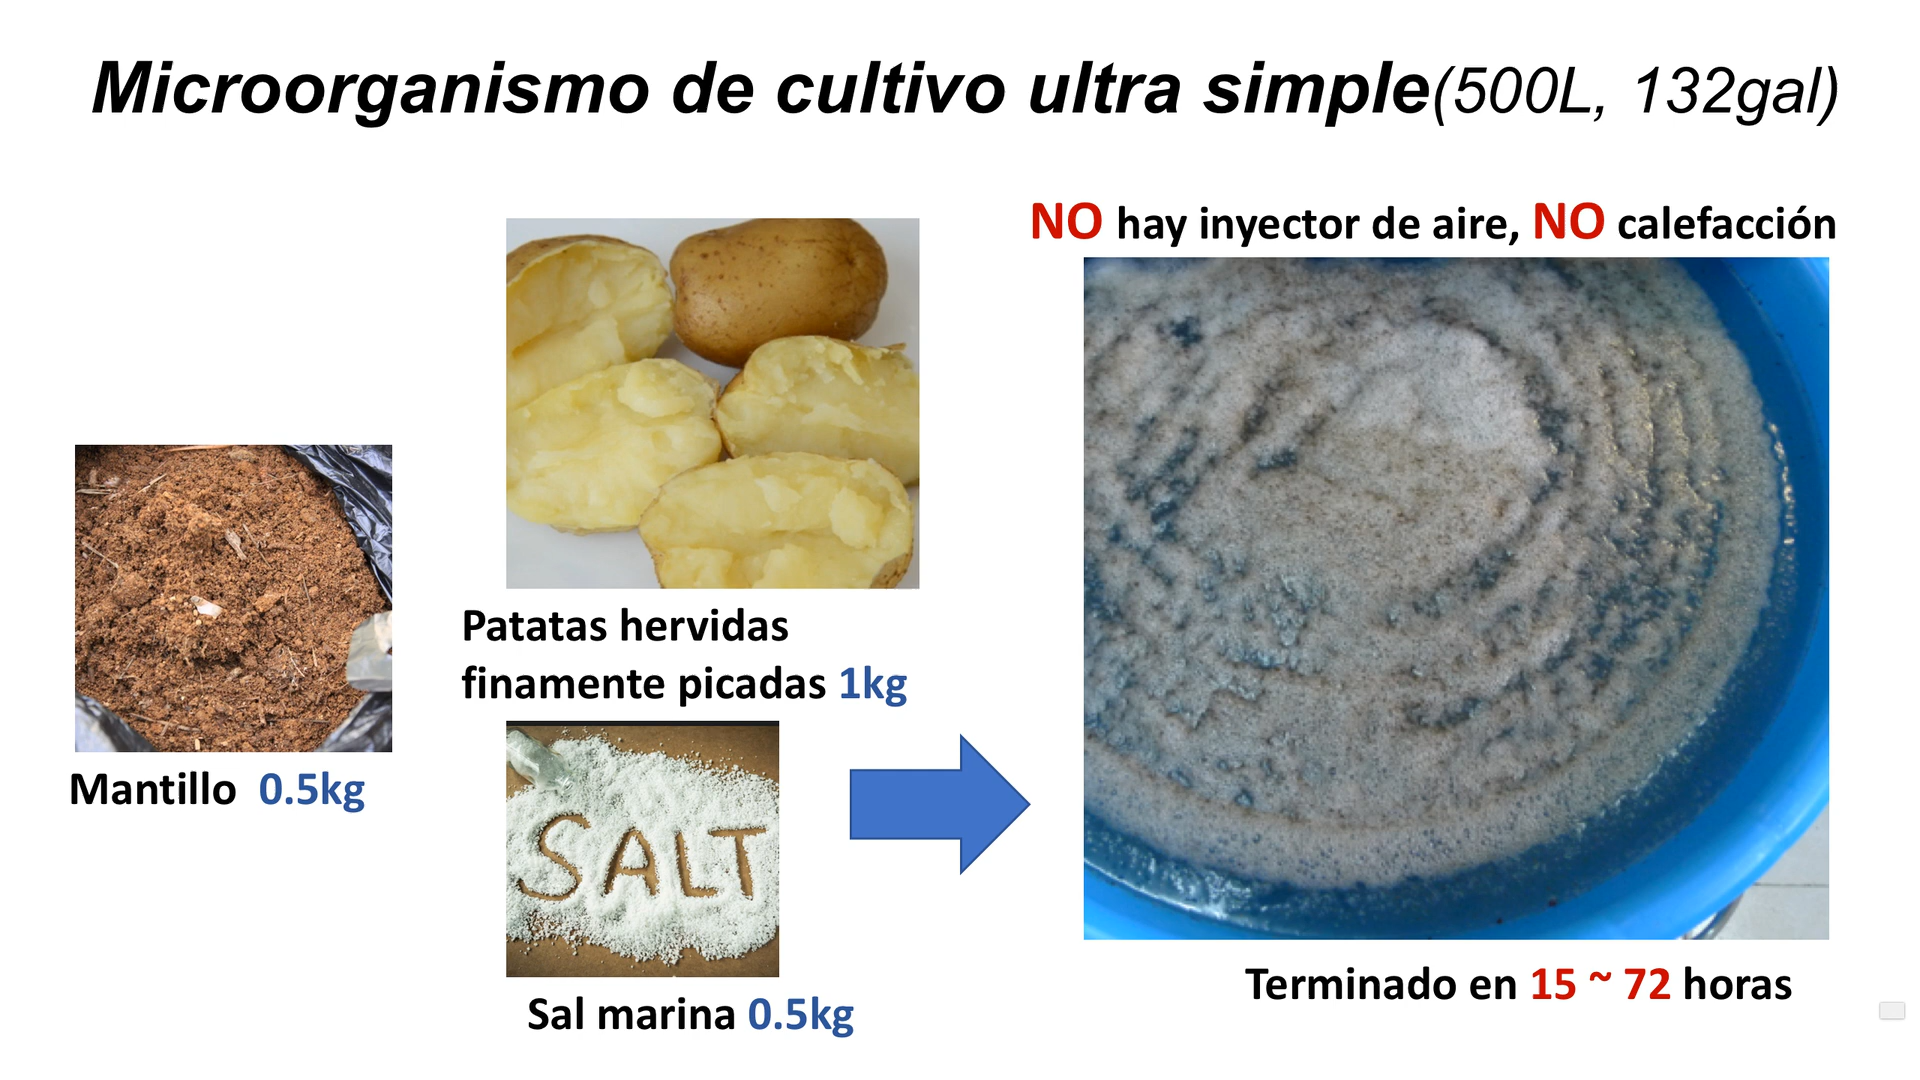 Microorganismo de cultivo ultra simple(500L, 132gal)
NO hay inyector de aire, NO calefacción
Patatas hervidas
finamente picadas 1kg
Mantillo 0.5kg
SALT
Sal marina 0.5kg
Terminado en 15 ~ 72 horas